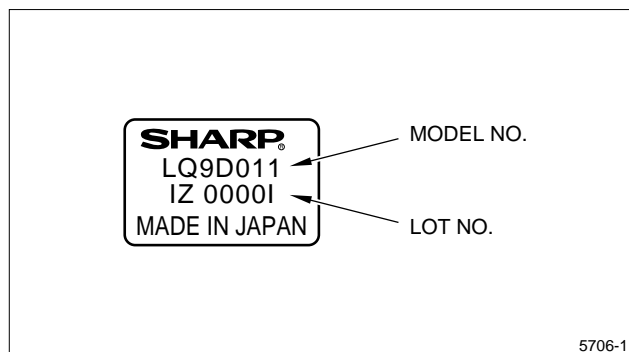 SHARP®
LQ9D011
IZ 0000I
MADE IN JAPAN
MODEL NO.
LOT NO.
5706-1